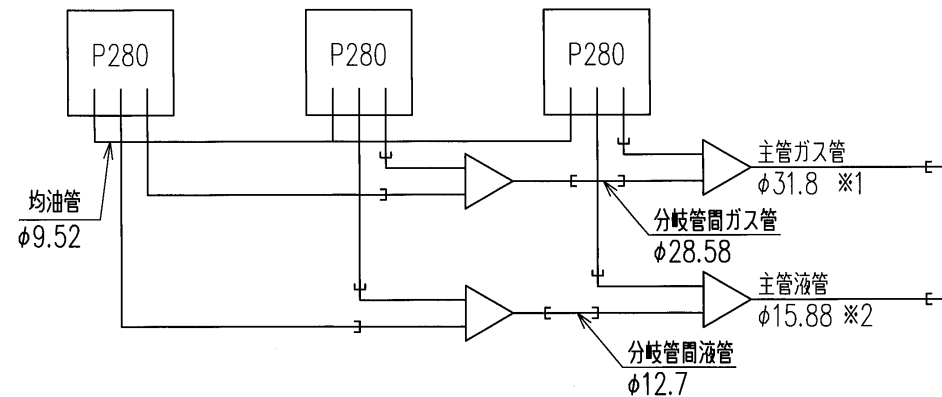 P280
P280
P280
主管ガス管
φ31.8 ※1
均油管
φ9.52
分岐管間ガス管
φ28.58
主管液管
φ15.88 ※2
分岐管間液管
φ12.7